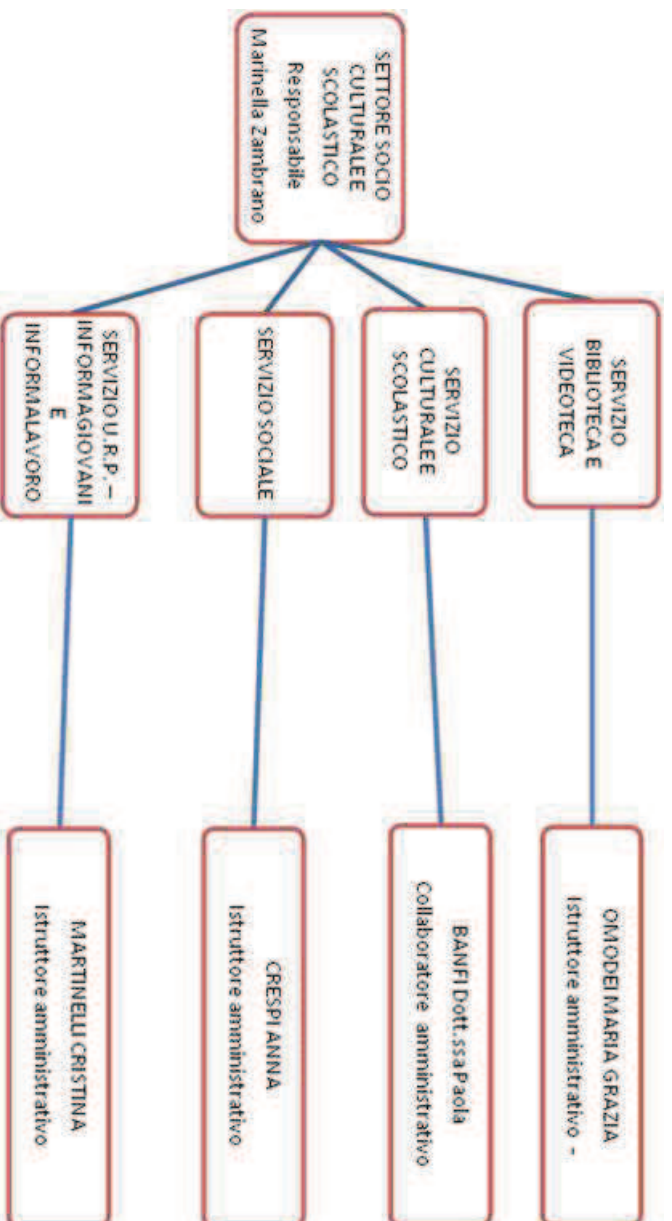 SETTORE SOCIO
CULTURALE E
SCOLASTICO
Responsabile
Marinella Zambrano
SERVIZIO
BIBLIOTECA E
VIDEOTECA
SERVIZIO
CULTURALE E
SCOLASTICO
SERVIZIO SOCIALE
SERVIZIO U.R.P. –
INFORMAGIOVANI
E
INFORMALAVORO
OMODEI MARIA GRAZIA
Istruttore amministrativo -
BANFI Dott.ssa Paola
Collaboratore amministrativo
CRESPI ANNA
Istruttore amministrativo
MARTINELLI CRISTINA
Istruttore amministrativo